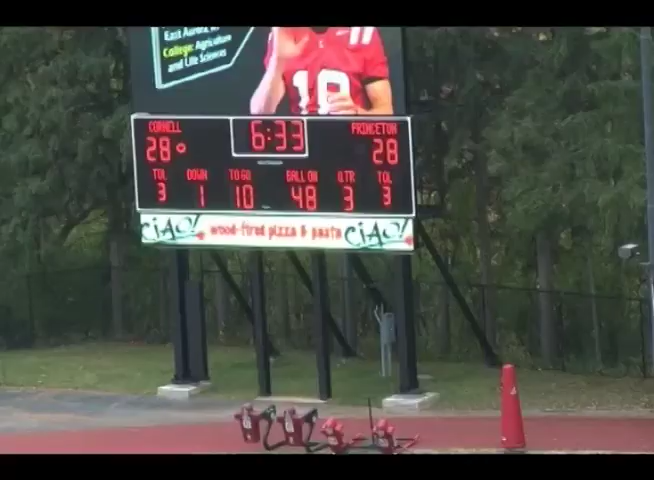 East Aurora
College: Agriculture
and Life Sciences
18
CORNELL 6:33 PRINCETON
28 28
TOL DOWN TO GO BALL ON QTR TOL
3 1 10 48 3 3
CiAO! wood-fired pizza & pasta CiAO!